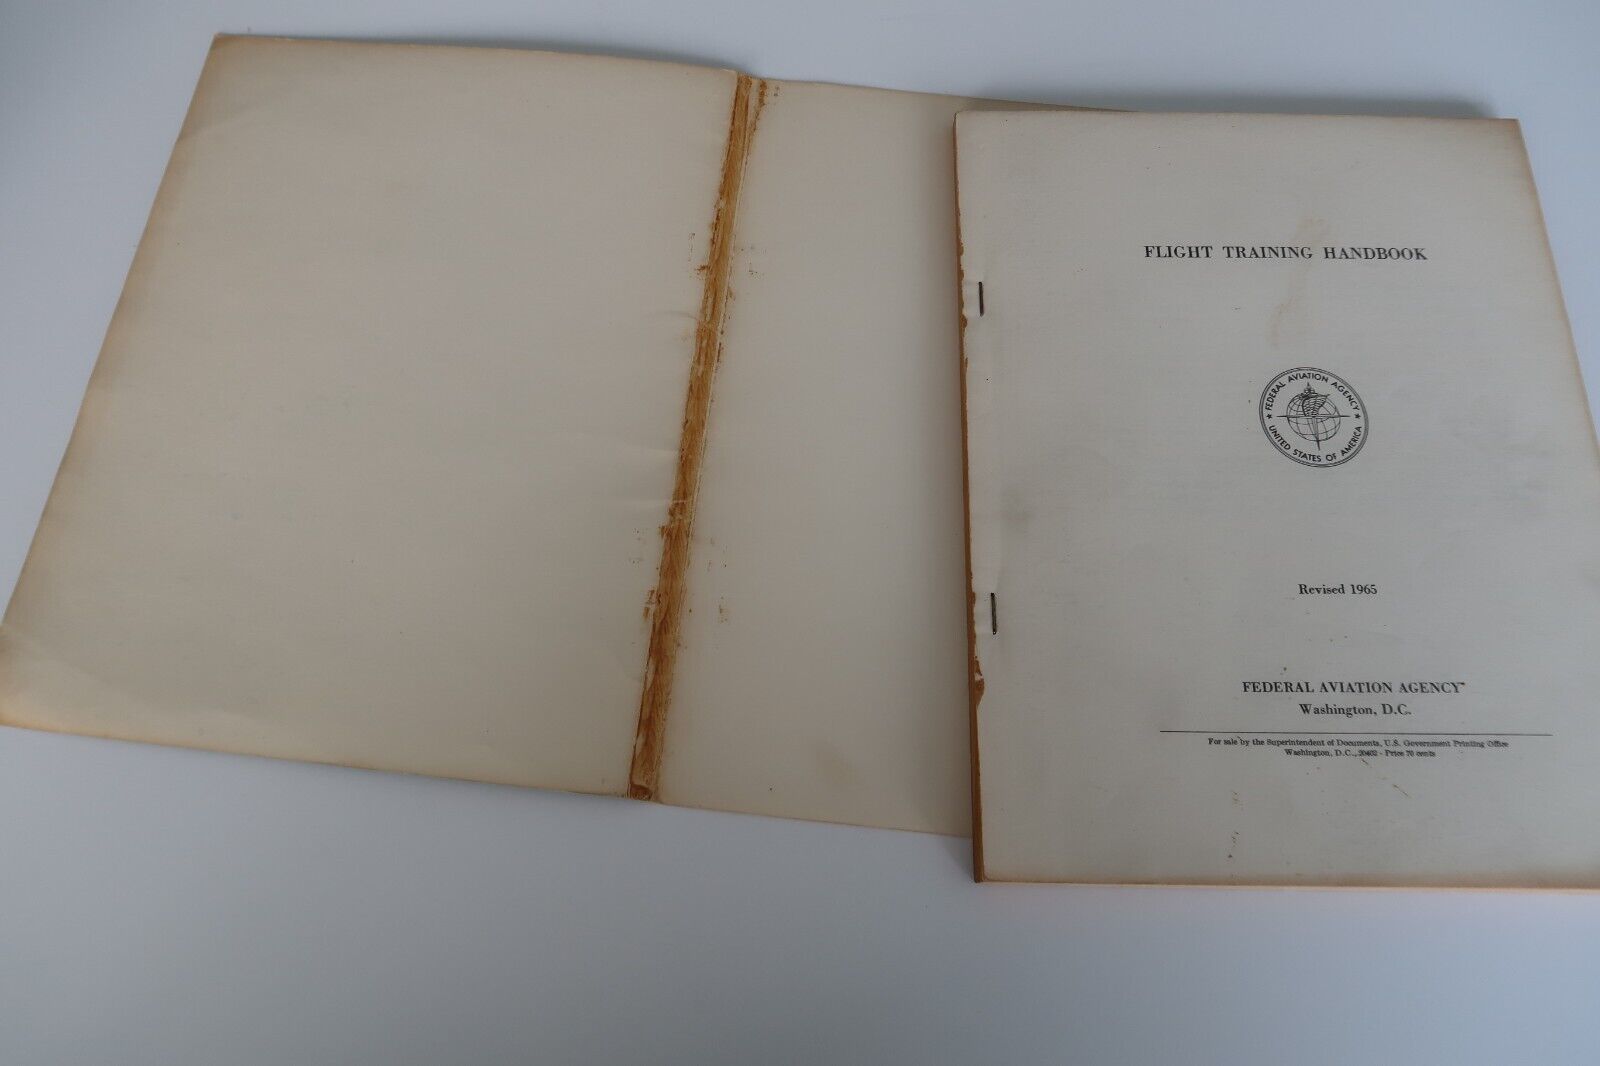 FLIGHT TRAINING HANDBOOK
★ FEDERAL AVIATION AGENCY ★
UNITED STATES OF AMERICA
Revised 1965
FEDERAL AVIATION AGENCY
Washington, D.C.
For sale by the Superintendent of Documents, U.S. Government Printing Office
Washington, D.C., 20402 - Price 70 cents